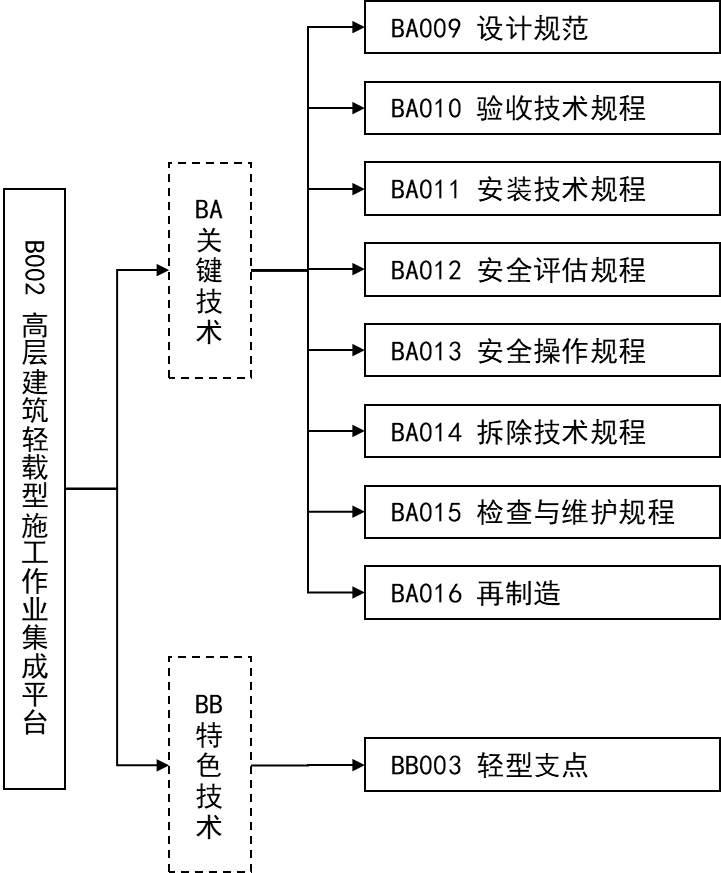 B002 高层建筑轻载型施工作业集成平台
BA
关
键
技
术
BA009 设计规范
BA010 验收技术规程
BA011 安装技术规程
BA012 安全评估规程
BA013 安全操作规程
BA014 拆除技术规程
BA015 检查与维护规程
BA016 再制造
BB
特
色
技
术
BB003 轻型支点